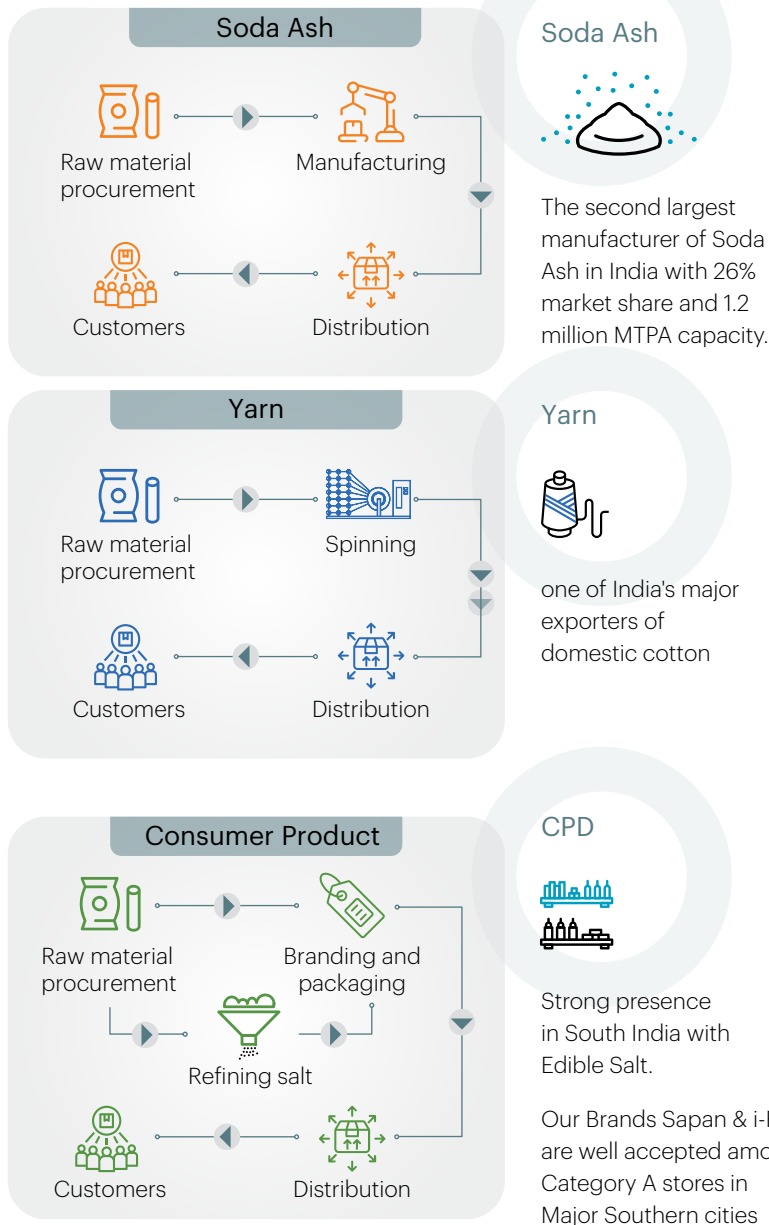 Soda Ash
Raw material
procurement
Manufacturing
Customers
Distribution
Soda Ash
The second largest
manufacturer of Soda
Ash in India with 26%
market share and 1.2
million MTPA capacity.
Yarn
Raw material
procurement
Spinning
Customers
Distribution
Yarn
one of India's major
exporters of
domestic cotton
Consumer Product
Raw material
procurement
Branding and
packaging
Refining salt
Customers
Distribution
CPD
Strong presence
in South India with
Edible Salt.
Our Brands Sapan &
are well accepted
Category A stores in
Major Southern cities